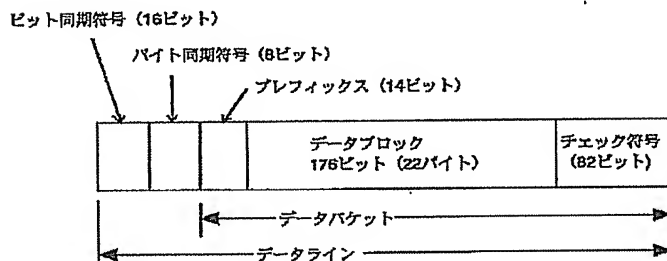 ビット同期符号 (16ビット)
バイト同期符号 (8ビット)
プレフィックス (14ビット)
データブロック
176ビット (22バイト)
チェック符号
(82ビット)
データパケット
データライン